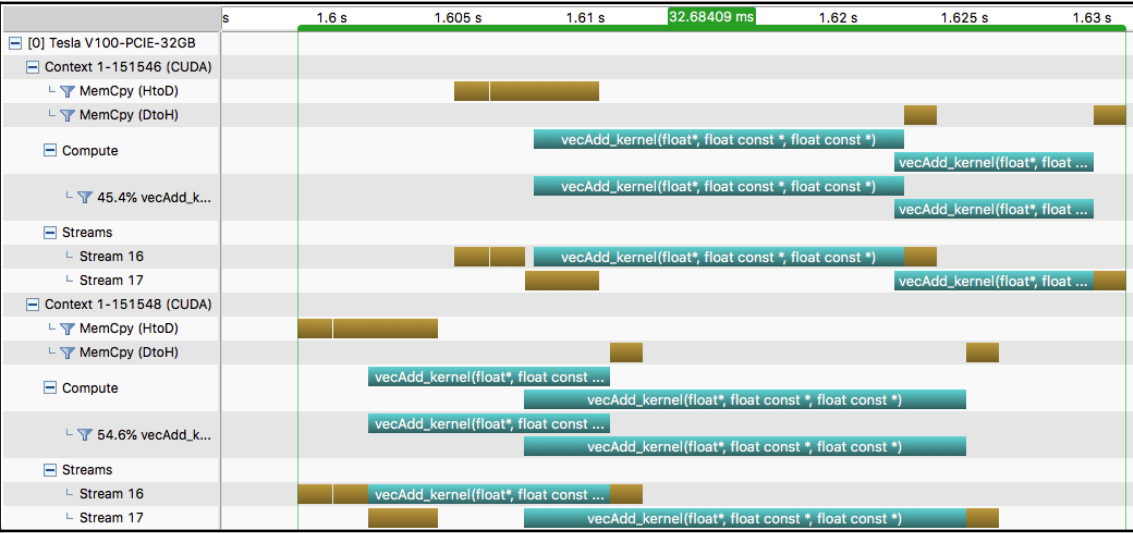 s 1.6 s 1.605 s 1.61 s 32.68409 ms 1.62 s 1.625 s 1.63 s
[0] Tesla V100-PCIE-32GB
Context 1-151546 (CUDA)
MemCpy (HtoD)
MemCpy (DtoH)
vecAdd_kernel(float*, float const *, float const *)
Compute
vecAdd_kernel(float*, float ...
vecAdd_kernel(float*, float const *, float const *)
45.4% vecAdd_k...
vecAdd_kernel(float*, float ...
Streams
Stream 16 vecAdd_kernel(float*, float const *, float const *)
Stream 17 vecAdd_kernel(float*, float ...
Context 1-151548 (CUDA)
MemCpy (HtoD)
MemCpy (DtoH)
vecAdd_kernel(float*, float const ...
Compute
vecAdd_kernel(float*, float const *, float const *)
vecAdd_kernel(float*, float const ...
54.6% vecAdd_k...
vecAdd_kernel(float*, float const *, float const *)
Streams
Stream 16 vecAdd_kernel(float*, float const ...
Stream 17 vecAdd_kernel(float*, float const *, float const *)